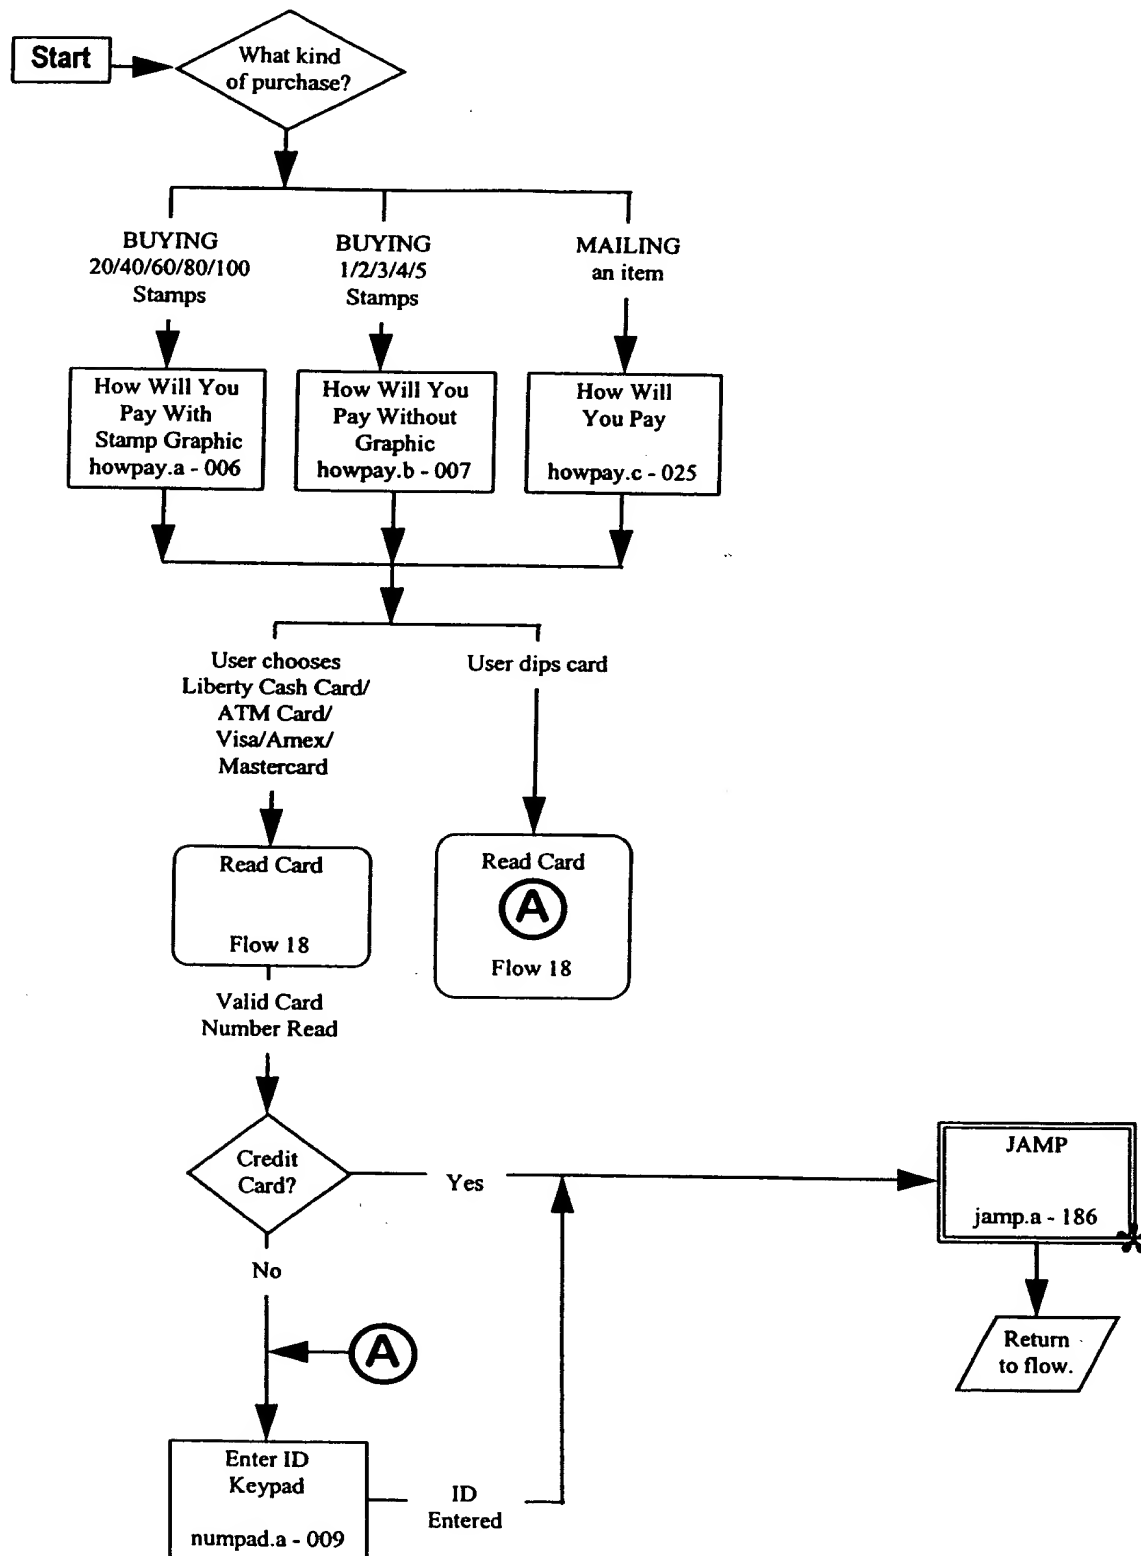 Start
What kind
of purchase?
BUYING
20/40/60/80/100
Stamps
BUYING
1/2/3/4/5
Stamps
MAILING
an item
How Will You
Pay With
Stamp Graphic
howpay.a - 006
How Will You
Pay Without
Graphic
howpay.b - 007
How Will
You Pay
howpay.c - 025
User chooses
Liberty Cash Card/
ATM Card/
Visa/Amex/
Mastercard
User dips card
Read Card
Flow 18
Read Card
A
Flow 18
Valid Card
Number Read
Credit
Card?
Yes
No
A
Enter ID
Keypad
numpad.a - 009
ID
Entered
JAMP
jamp.a - 186
Return
to flow.